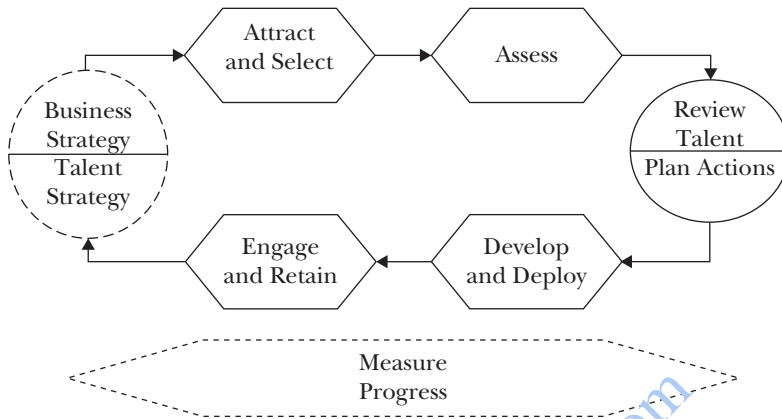 Attract
and Select
Assess
Business
Strategy
Talent
Strategy
Review
Talent
Plan Actions
Engage
and Retain
Develop
and Deploy
Measure
Progress
om